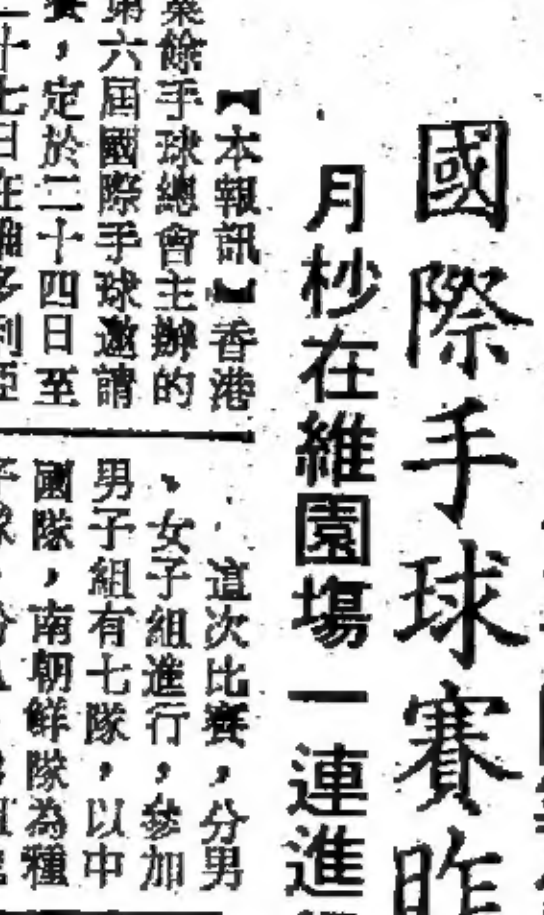 國際手球賽昨
月杪在維園場一連進
【本報訊】香港
業餘手球總會主辦的
第六屆國際手球邀請
賽，定於二十四日至
二十七日在維多利亞
這次比賽，分男
、女子組進行，參加
男子組有七隊，以中
國隊，南朝鮮隊為種